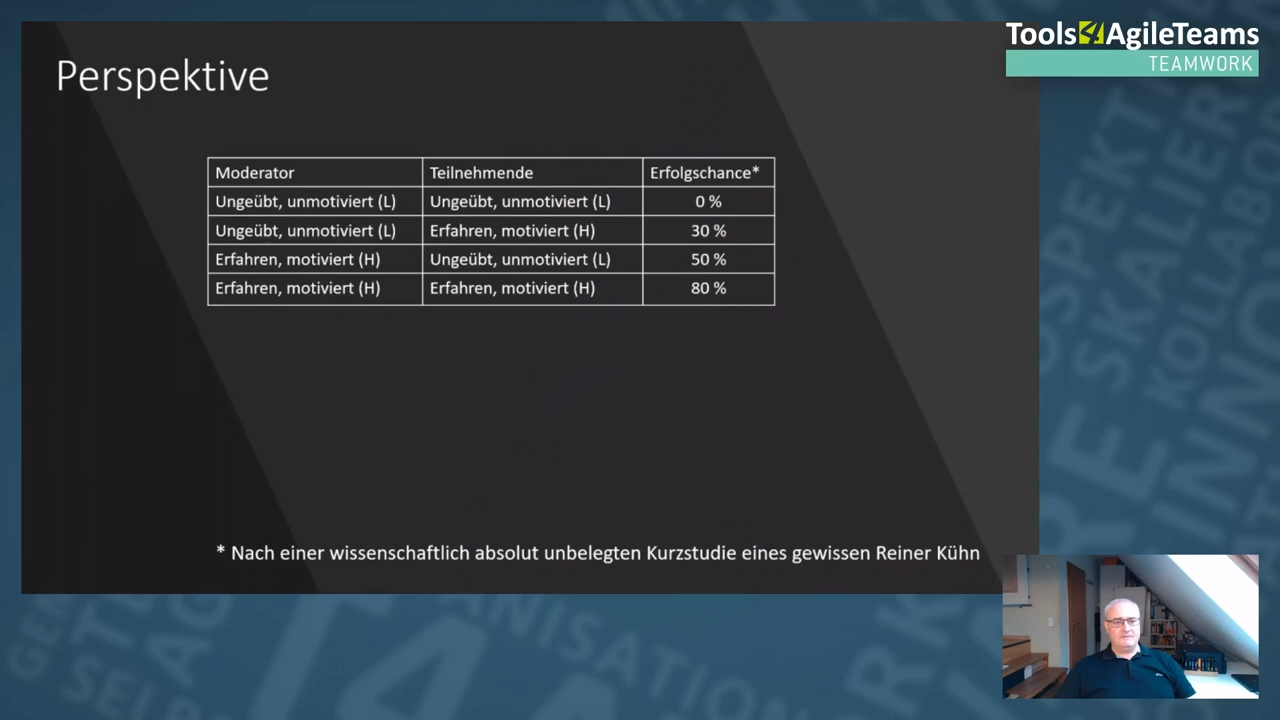 Tools4AgileTeams
TEAMWORK
Perspektive
Moderator Teilnehmende Erfolgschance*
Ungeübt, unmotiviert (L) Ungeübt, unmotiviert (L) 0 %
Ungeübt, unmotiviert (L) Erfahren, motiviert (H) 30 %
Erfahren, motiviert (H) Ungeübt, unmotiviert (L) 50 %
Erfahren, motiviert (H) Erfahren, motiviert (H) 80 %
* Nach einer wissenschaftlich absolut unbelegten Kurzstudie eines gewissen Reiner Kühn